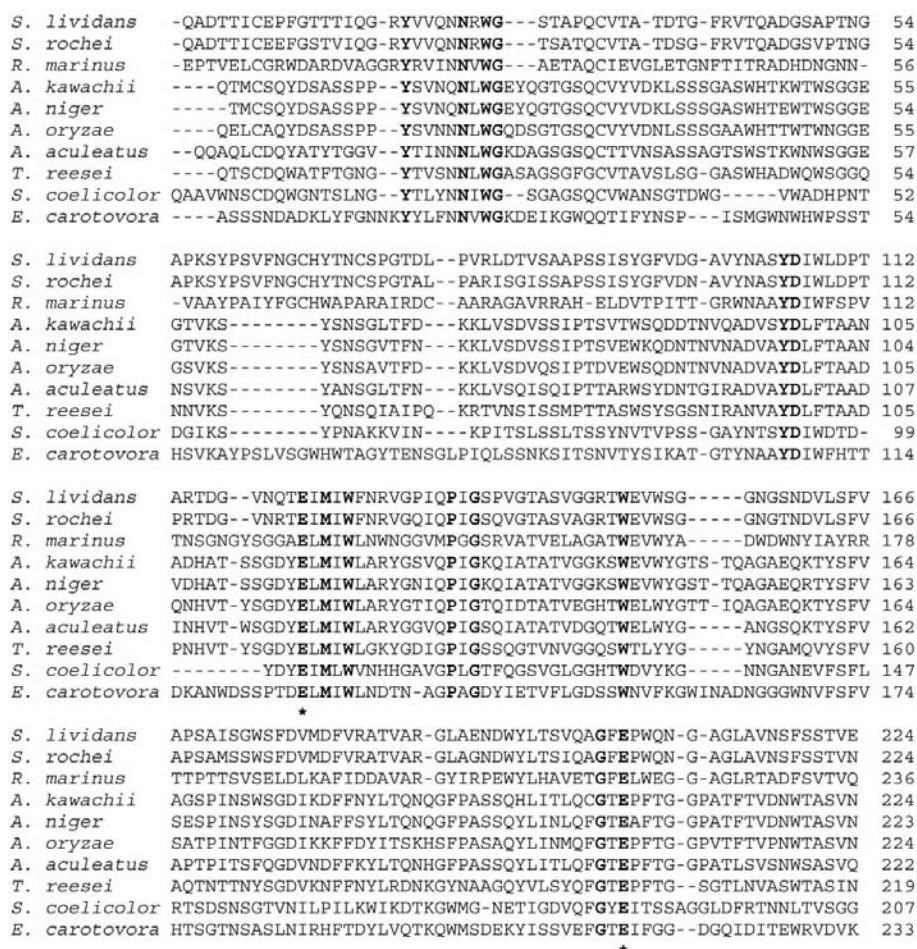 S. lividans -QADTTICEPFGTTTIQG-RYVVQNNRWG---STAPQCVTA-TDTG-FRVTQADGSAPTNG 54
S. rochei -QADTTICEEFGSTVIQG-RYVVQNNRWG---TSATQCVTA-TDSG-FRVTQADGSVPTNG 54
R. marinus -EPTVELCGRWDARDVAGGRYRVINNVWG---AETAQCIEVGLETGNFTITRADHDNGNN- 56
A. kawachii ----QTMCSQYDSASSPP--YSVNQNLWGEYQGTGSQCVYVDKLSSSGASWHTKWTWSGGE 55
A. niger -----TMCSQYDSASSPP--YSVNQNLWGEYQGTGSQCVYVDKLSSSGASWHTEWTWSGGE 54
A. oryzae ----QELCAQYDSASSPP--YSVNNNLWGQDSGTGSQCVYVDNLSSSGAAWHTTWTWNGGE 55
A. aculeatus --QQAQLCDQYATYTGGV--YTINNNLWGKDAGSGSQCTTVNSASSAGTSWSTKWNWSGGE 57
T. reesei ----QTSCDQWATFTGNG--YTVSNNLWGASAGSGFGCVTAVSLSG-GASWHADWQWSGGQ 54
S. coelicolor QAAVWNSCDQWGNTSLNG--YTLYNNIWG--SGAGSQCVWANSGTDWG-----VWADHPNT 52
E. carotovora ----ASSSNDADKLYFGNNKYYLFNNVWGKDEIKGWQQTIFYNSP---ISMGWNWHWPSST 54
S. lividans APKSYPSVFNGCHYTNCSPGTDL--PVRLDTVSAAPSSISYGFVDG-AVYNASYDIWLDPT 112
S. rochei APKSYPSVFNGCHYTNCSPGTAL--PARISGISSAPSSISYGFVDN-AVYNASYDIWLDPT 112
R. marinus -VAAYPAIYFGCHWAPARAIRDC--AARAGAVRRAH-ELDVTPITT-GRWNAAYDIWFSPV 112
A. kawachii GTVKS--------YSNSGLTFD---KKLVSDVSSIPTSVTWSQDDTNVQADVSYDLFTAAN 105
A. niger GTVKS--------YSNSGVTFN---KKLVSDVSSIPTSVEWKQDNTNVNADVAYDLFTAAN 104
A. oryzae GSVKS--------YSNSAVTFD---KKLVSDVQSIPTDVEWSQDNTNVNADVAYDLFTAAD 105
A. aculeatus NSVKS--------YANSGLTFN---KKLVSQISQIPTTARWSYDNTGIRADVAYDLFTAAD 107
T. reesei NNVKS--------YQNSQIAIPQ--KRTVNSISSMPTTASWSYSGSNIRANVAYDLFTAAD 105
S. coelicolor DGIKS--------YPNAKKVIN---KPITSLSSLTSSYNVTVPSS-GAYNTSYDIWDTD- 99
E. carotovora HSVKAYPSLVSGWHWTAGYTENSGLPIQLSSNKSITSNVTYSIKAT-GTYNAAYDIWFHTT 114
S. lividans ARTDG--VNQTEIMIWFNRVGPIQPIGSPVGTASVGGRTWEVWSG-----GNGSNDVLSFV 166
S. rochei PRTDG--VNRTEIMIWFNRVGQIQPIGSQVGTASVAGRTWEVWSG-----GNGTNDVLSFV 166
R. marinus TNSGNGYSGGAELMIWLNWNGGVMPGGSRVATVELAGATWEVWYA-----DWDWNYIAYRR 178
A. kawachii ADHAT-SSGDYELMIWLARYGSVQPIGKQIATATVGGKSWEVWYGTS-TQAGAEQKTYSFV 164
A. niger VDHAT-SSGDYELMIWLARYGNIQPIGKQIATATVGGKSWEVWYGST-TQAGAEQRTYSFV 163
A. oryzae QNHVT-YSGDYELMIWLARYGTIQPIGTQIDTATVEGHTWELWYGTT-IQAGAEQKTYSFV 164
A. aculeatus INHVT-WSGDYELMIWLARYGGVQPIGSQIATATVDGQTWELWYG-----ANGSQKTYSFV 162
T. reesei PNHVT-YSGDYELMIWLGKYGDIGPIGSSQGTVNVGGQSWTLYYG-----YNGAMQVYSFV 160
S. coelicolor -------YDYEIMLWVNHHGAVGPLGTFQGSVGLGGHTWDVYKG-----NNGANEVFSFL 147
E. carotovora DKANWDSSPTDELMIWLNDTN-AGPAGDYIETVFLGDSSWNVFKGWINADNGGGWNVFSFV 174
*
S. lividans APSAISGWSFDVMDFVRATVAR-GLAENDWYLTSVQAGFEPWQN-G-AGLAVNSFSSTVE 224
S. rochei APSAMSSWSFDVMDFVRATVAR-GLAGNDWYLTSIQAGFEPWQN-G-AGLAVNSFSSTVE 224
R. marinus TTPTTSVSELDLKAFIDDAVAR-GYIRPEWYLHAVETGFELWEG-G-AGLRTADFSVTVQ 236
A. kawachii AGSPINSWSGDIKDFFNYLTQNQGFPASSQHLITLQCGTEPFTG-GPATFTVDNWTASVN 224
A. niger SESPINSYSGDINAFFSYLTQNQGFPASSQYLINLQFGTEAFTG-GPATFTVDNWTASVN 223
A. oryzae SATPINTFGGDIKKFFDYITSKHSFPASAQYLINMQFGTEPFTG-GPVTFTVPNWTASVN 224
A. aculeatus APTPITSFQGDVNDFFKYLTQNHGFPASSQYLITLQFGTEPFTG-GPATLSVSNWSASVQ 222
T. reesei AQTNTTNYSGDVKNFFNYLRDNKGYNAAGQYVLSYQFGTEPFTG--SGTLNVASWTASIN 219
S. coelicolor RTSDSNSGTVNILPILKWIKDTKGWMG-NETIGDVQFGYEITSSAGGLDFRTNNLTVSGG 207
E. carotovora HTSGTNSASLNIRHFTDYLVQTKQWMSDEKYISSVEFGTEIFGG--DGQIDITEWRVDVK 233
*